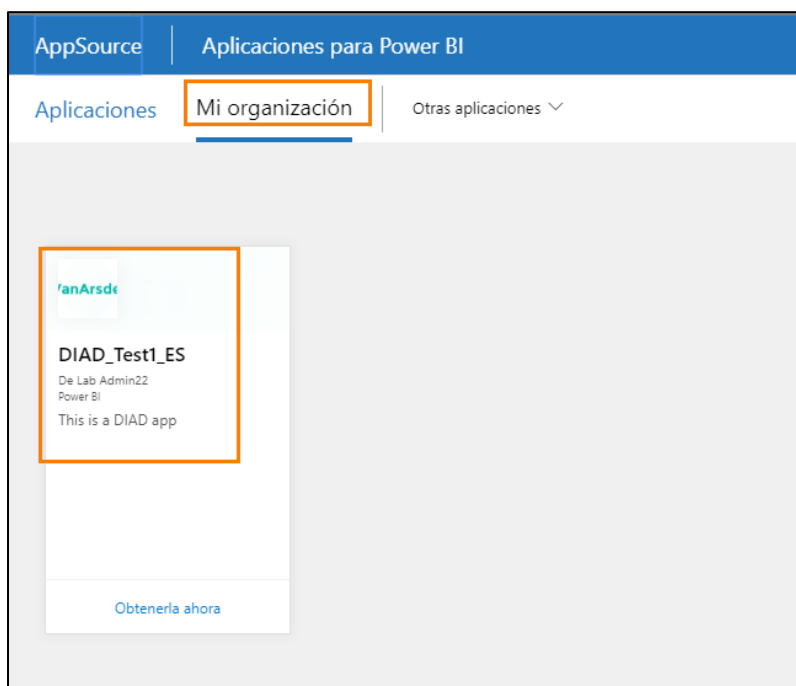 AppSource
Aplicaciones para Power BI
Aplicaciones
Mi organización
Otras aplicaciones
DIAD_Test1_ES
De Lab Admin22
Power BI
This is a DIAD app
Obtenerla ahora